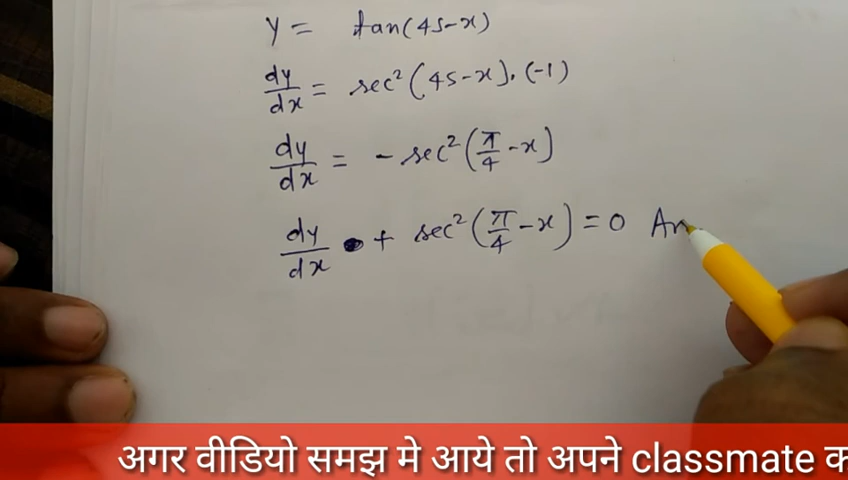 y = tan(45-x)
dy/dx = sec²(45-x).(-1)
dy/dx = -sec²(π/4 -x)
dy/dx + sec²(π/4 -x) = 0 An
अगर वीडियो समझ मे आये तो अपने classmate क